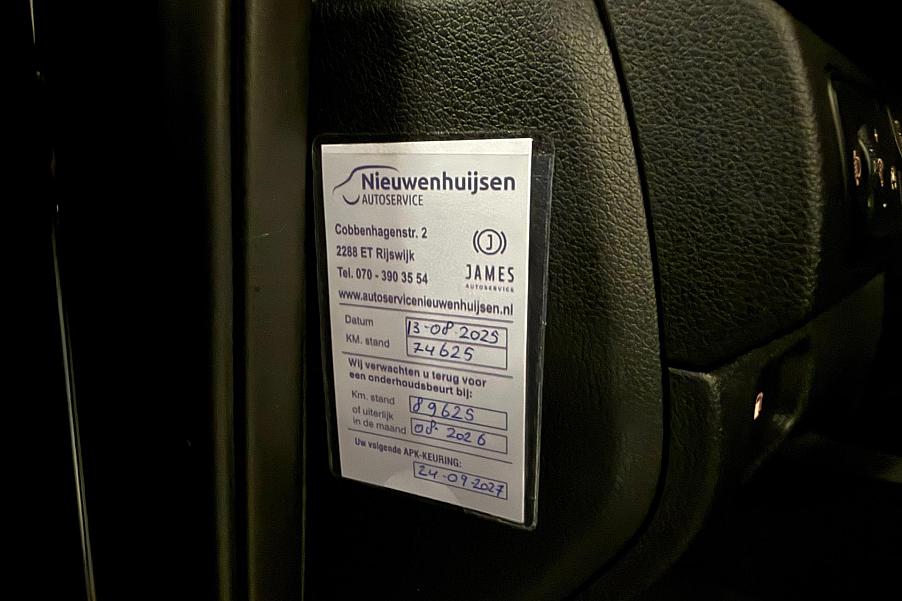 Nieuwenhuijsen
AUTOSERVICE
Cobbenhagenstr. 2
2288 ET Rijswijk
Tel. 070 - 390 35 54
J
JAMES
AUTOSERVICE
www.autoservicenieuwenhuijsen.nl
Datum 13-08-2025
KM. stand 74625
Wij verwachten u terug voor
een onderhoudsbeurt bij:
Km. stand 89625
of uiterlijk
in de maand 08-2026
Uw volgende APK-KEURING:
24-09-2027